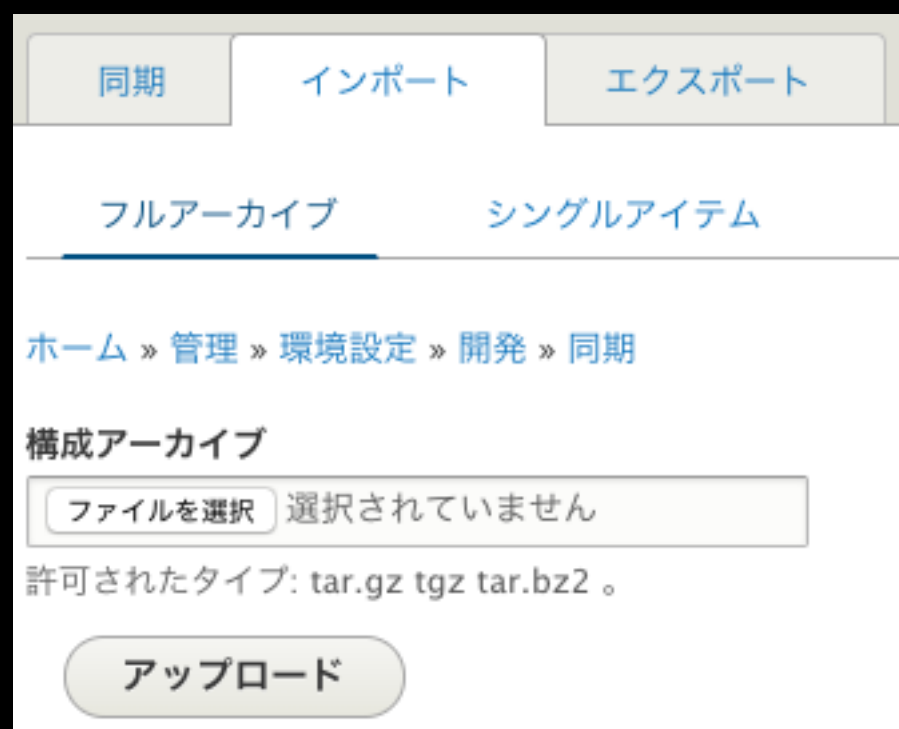 同期 インポート エクスポート
フルアーカイブ シングルアイテム
ホーム » 管理 » 環境設定 » 開発 » 同期
構成アーカイブ
ファイルを選択 選択されていません
許可されたタイプ: tar.gz tgz tar.bz2 。
アップロード